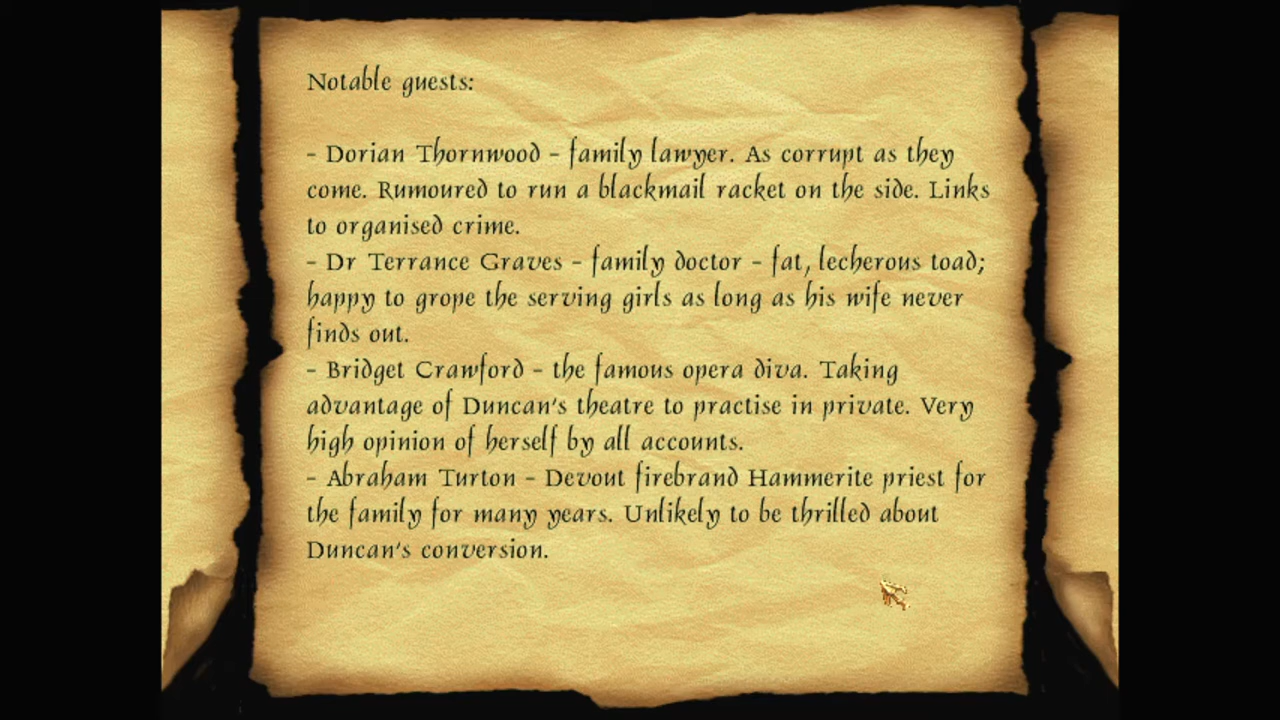 Notable guests:
- Dorian Thornwood - family lawyer. As corrupt as they
come. Rumoured to run a blackmail racket on the side. Links
to organised crime.
- Dr Terrance Graves - family doctor - fat, lecherous toad;
happy to grope the serving girls as long as his wife never
finds out.
- Bridget Crawford - the famous opera diva. Taking
advantage of Duncan's theatre to practise in private. Very
high opinion of herself by all accounts.
- Abraham Turton - Devout firebrand Hammerite priest for
the family for many years. Unlikely to be thrilled about
Duncan's conversion.